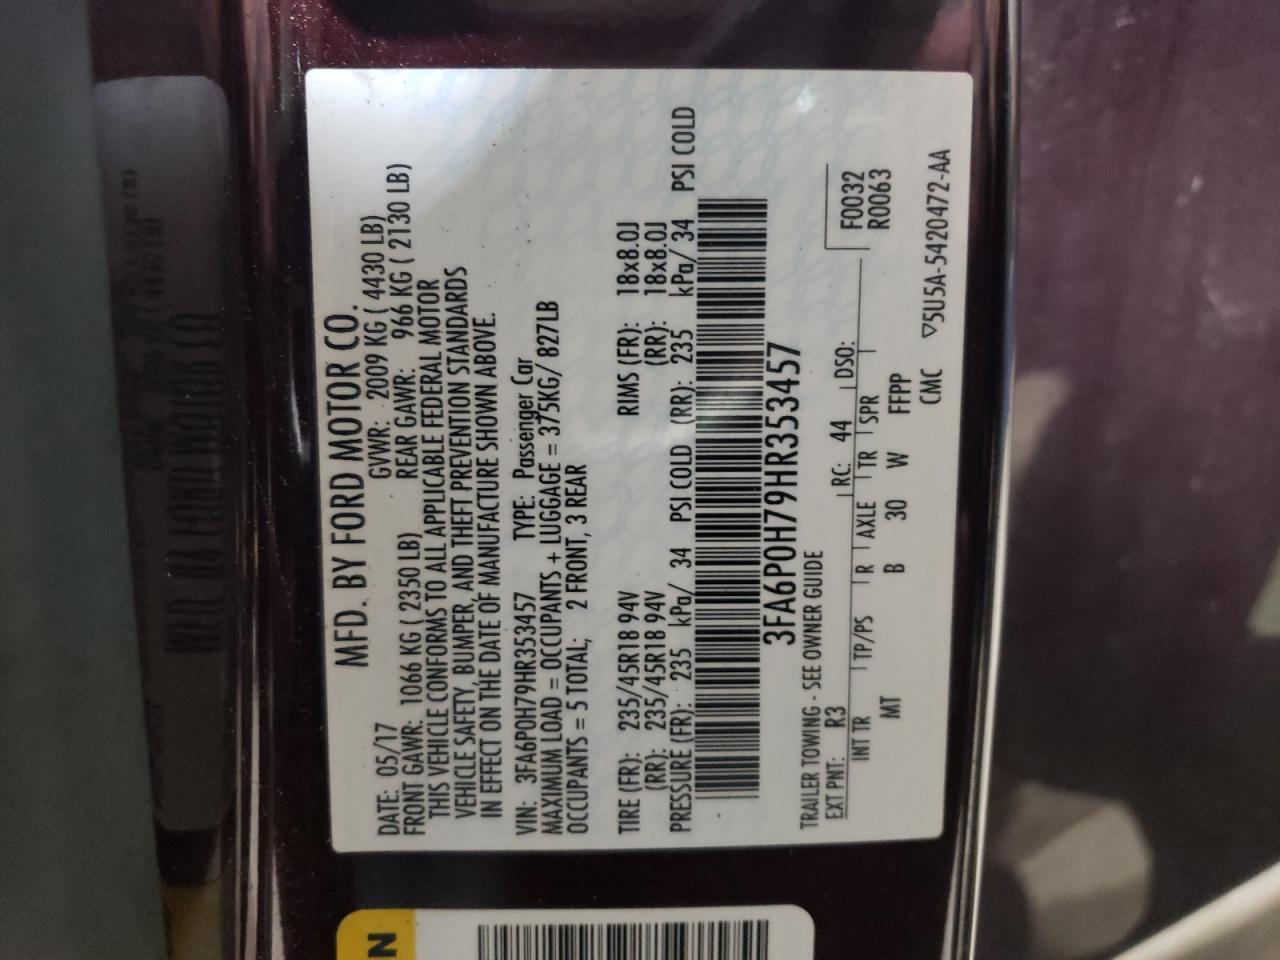 MFD. BY FORD MOTOR CO.
DATE: 05/17 GVWR: 2009 KG ( 4430 LB)
FRONT GAWR: 1066 KG ( 2350 LB) REAR GAWR: 966 KG ( 2130 LB)
THIS VEHICLE CONFORMS TO ALL APPLICABLE FEDERAL MOTOR
VEHICLE SAFETY, BUMPER, AND THEFT PREVENTION STANDARDS
IN EFFECT ON THE DATE OF MANUFACTURE SHOWN ABOVE.
VIN: 3FA6P0H79HR353457 TYPE: Passenger Car
MAXIMUM LOAD = OCCUPANTS + LUGGAGE = 375KG/ 827LB
OCCUPANTS = 5 TOTAL; 2 FRONT, 3 REAR
TIRE (FR): 235/45R18 94V RIMS (FR): 18x8.0J
(RR): 235/45R18 94V (RR): 18x8.0J
PRESSURE (FR): 235 kPa/ 34 PSI COLD (RR): 235 kPa/ 34 PSI COLD
3FA6P0H79HR353457
TRAILER TOWING - SEE OWNER GUIDE
EXT PNT: R3 RC: 44 DSO: F0032
INT TR TP/PS R AXLE TR SPR R0063
MT B 30 W FFPP
CMC ▽5U5A-5420472-AA
N